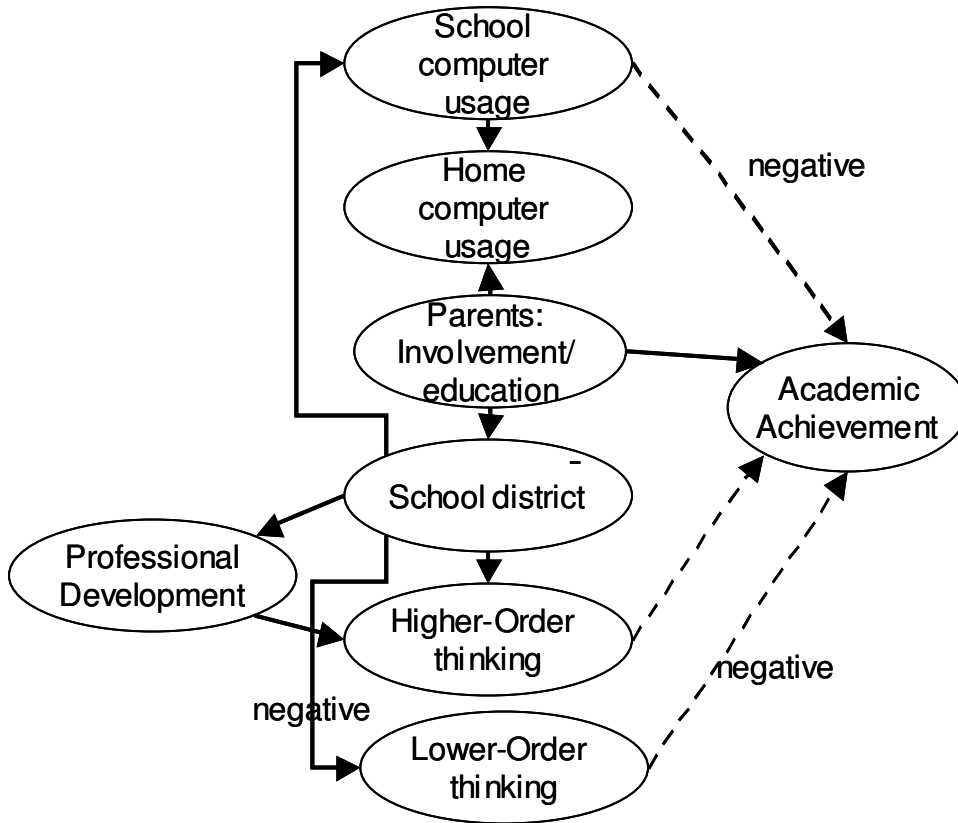 School
computer
usage
negative
Home
computer
usage
Parents:
Involvement/
education
Academic
Achievement
-
School district
Professional
Development
Higher-Order
thinking
negative
negative
Lower-Order
thinking